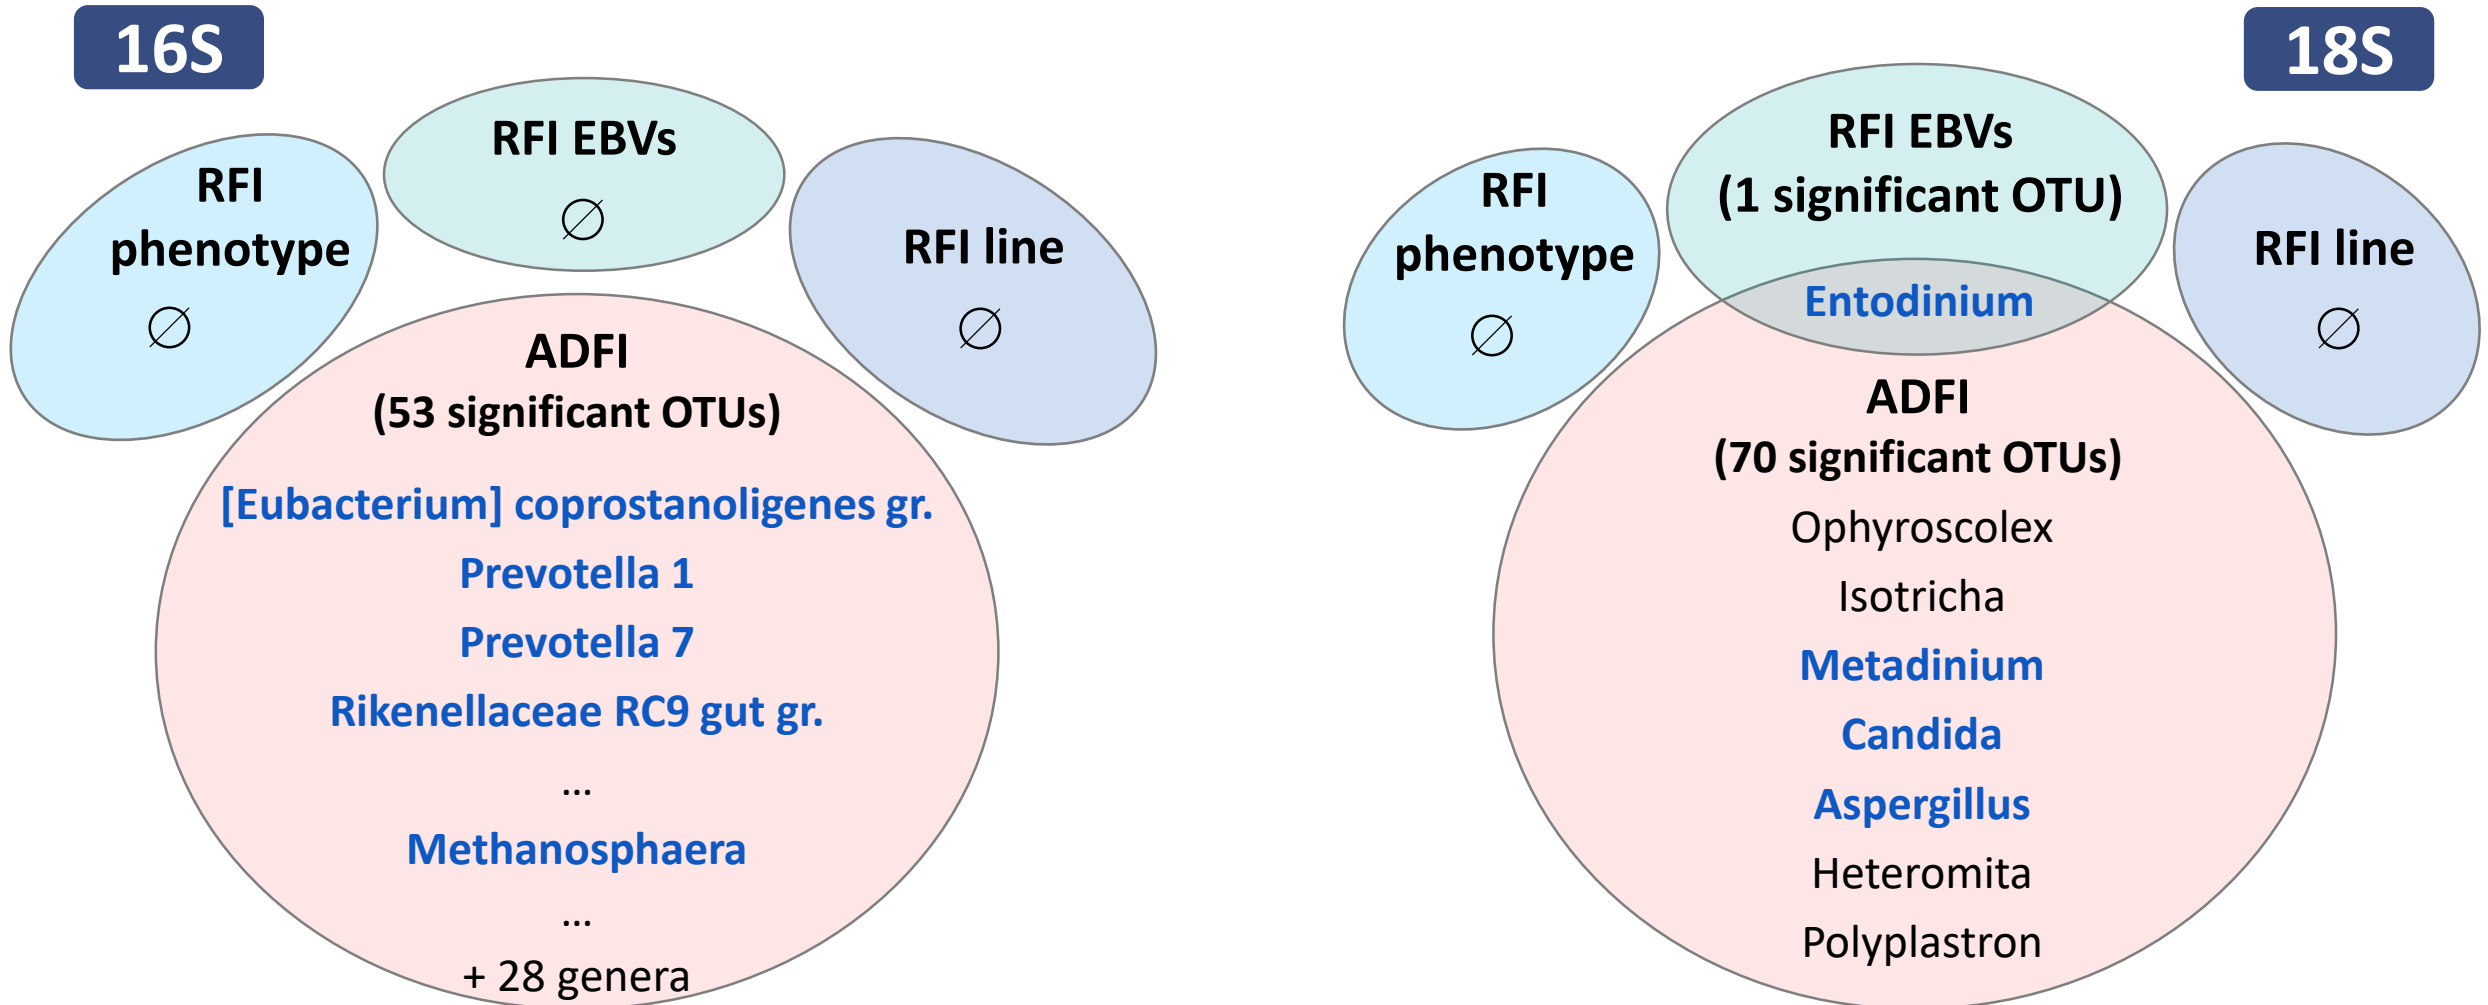 16S
RFI
phenotype
∅
RFI EBVs
∅
RFI line
∅
ADFI
(53 significant OTUs)
[Eubacterium] coprostanoligenes gr.
Prevotella 1
Prevotella 7
Rikenellaceae RC9 gut gr.
...
Methanosphaera
...
+ 28 genera
18S
RFI
phenotype
∅
RFI EBVs
(1 significant OTU)
RFI line
∅
Entodinium
ADFI
(70 significant OTUs)
Ophyroscolex
Isotricha
Metadinium
Candida
Aspergillus
Heteromita
Polyplastron